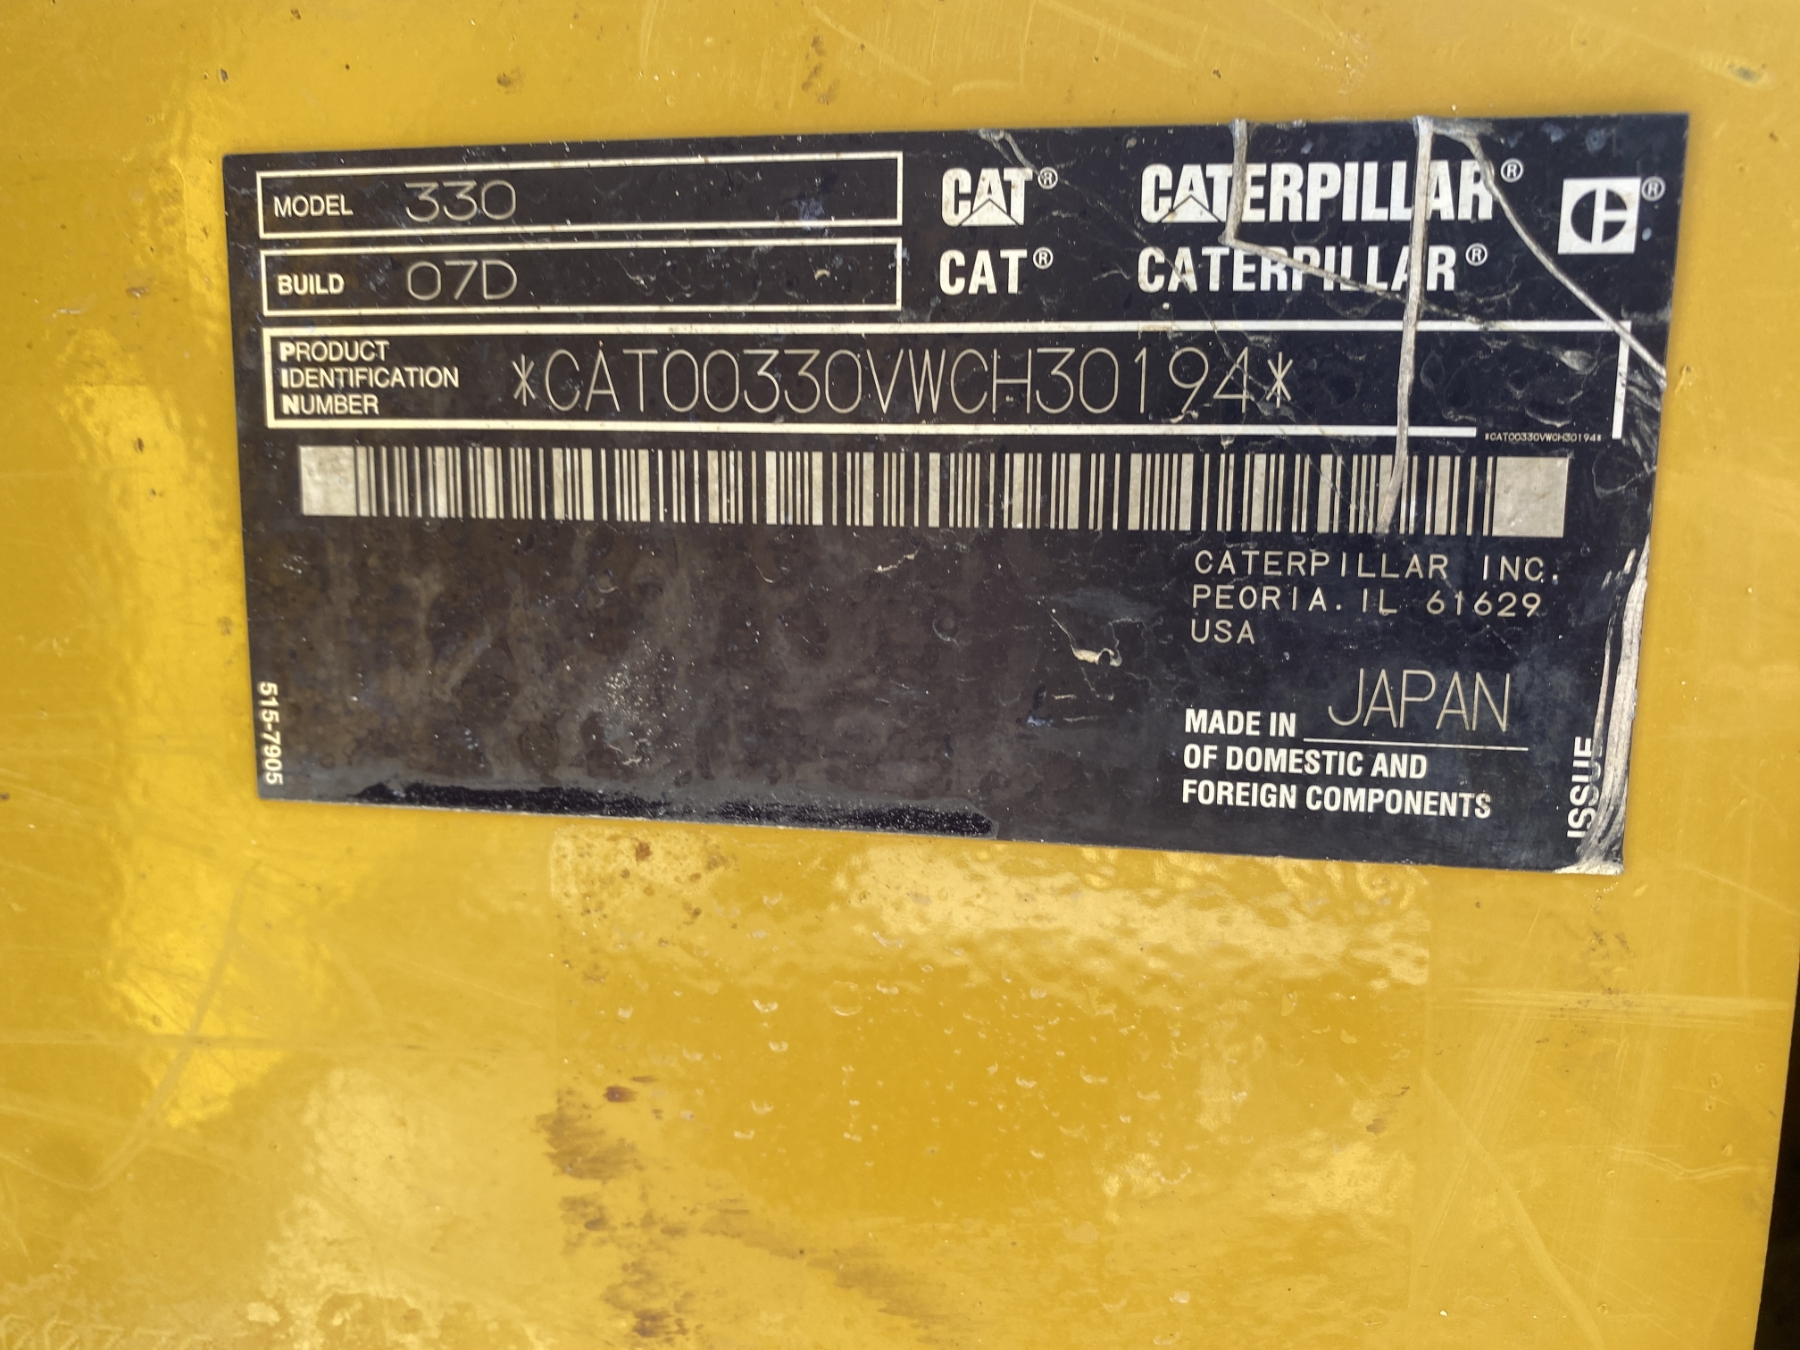 MODEL 330
BUILD 07D
CAT® CATERPILLAR® ®
CAT® CATERPILLAR®
PRODUCT
IDENTIFICATION
NUMBER
*CAT00330VWCH30194*
*CAT00330VWCH30194*
CATERPILLAR INC.
PEORIA. IL 61629
USA
MADE IN JAPAN
OF DOMESTIC AND
FOREIGN COMPONENTS
515-7905
ISSUE